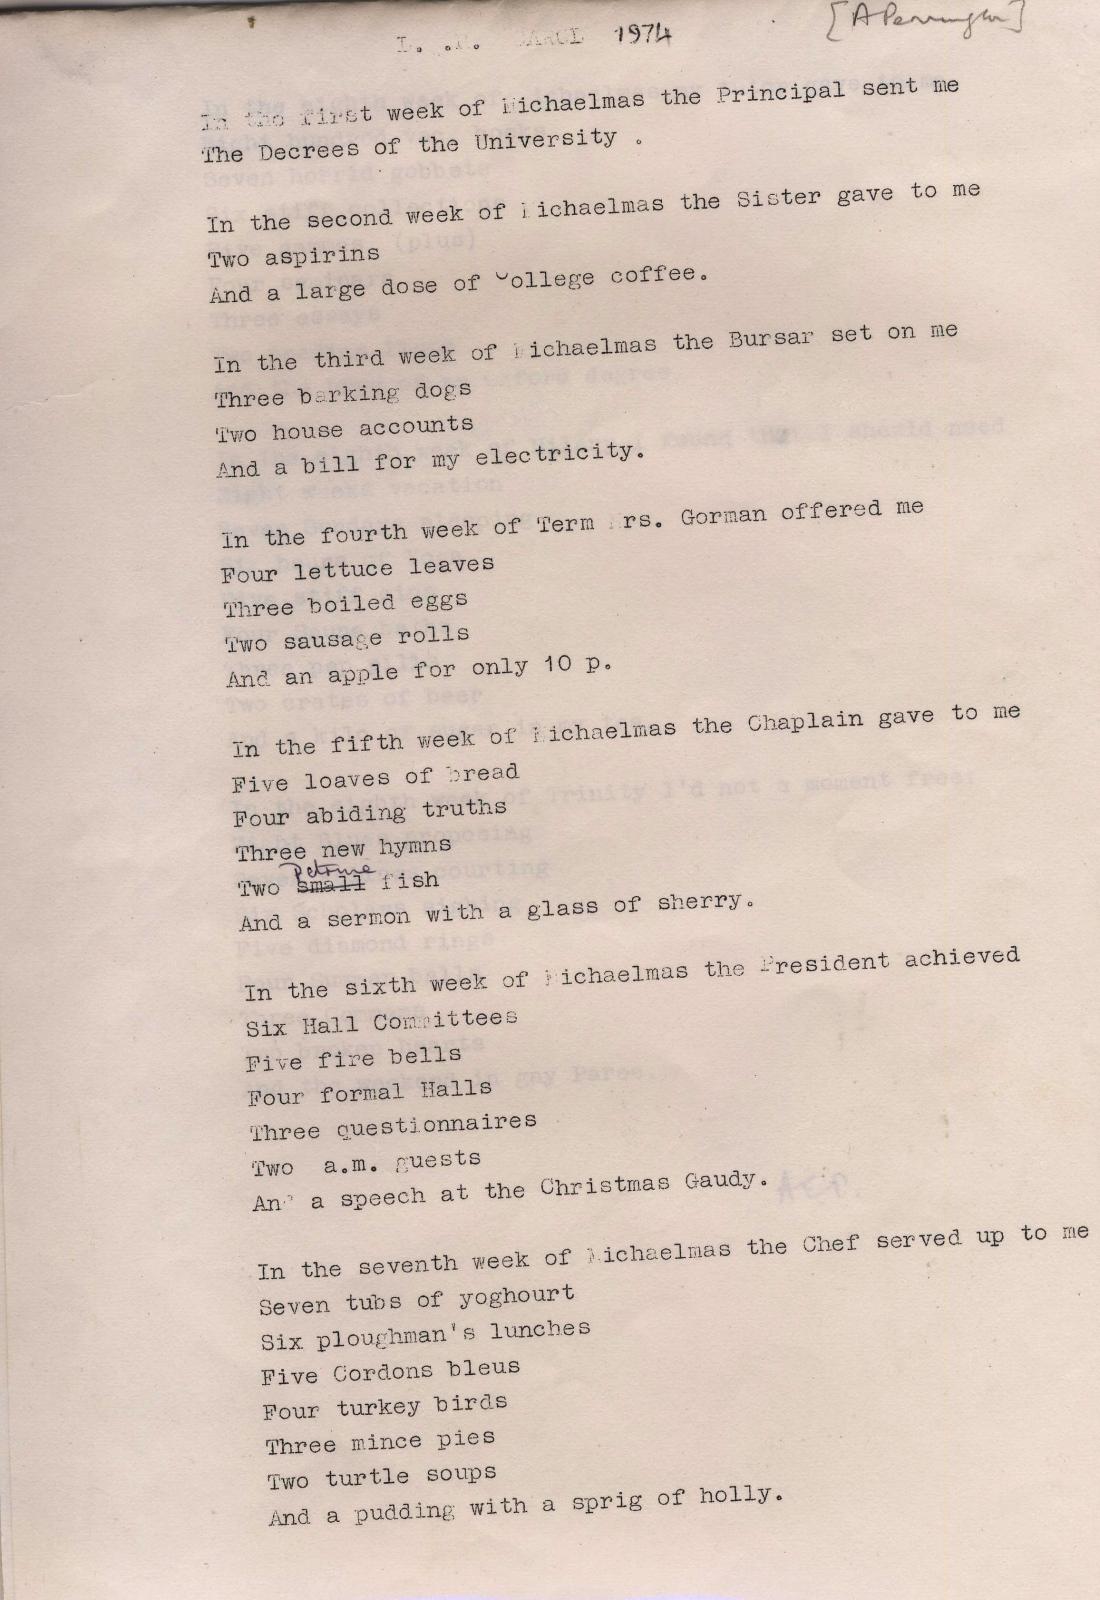 1974
In the first week of Michaelmas the Principal sent me
The Decrees of the University .
In the second week of Michaelmas the Sister gave to me
Two aspirins
And a large dose of College coffee.
In the third week of Michaelmas the Bursar set on me
Three barking dogs
Two house accounts
And a bill for my electricity.
In the fourth week of Term Mrs. Gorman offered me
Four lettuce leaves
Three boiled eggs
Two sausage rolls
And an apple for only 10 p.
In the fifth week of Michaelmas the Chaplain gave to me
Five loaves of bread
Four abiding truths
Three new hymns
Petrine
Two small fish
And a sermon with a glass of sherry.
In the sixth week of Michaelmas the President achieved
Six Hall Committees
Five fire bells
Four formal Halls
Three questionnaires
Two a.m. guests
And a speech at the Christmas Gaudy.
In the seventh week of Michaelmas the Chef served up to me
Seven tubs of yoghourt
Six ploughman's lunches
Five Cordons bleus
Four turkey birds
Three mince pies
Two turtle soups
And a pudding with a sprig of holly.